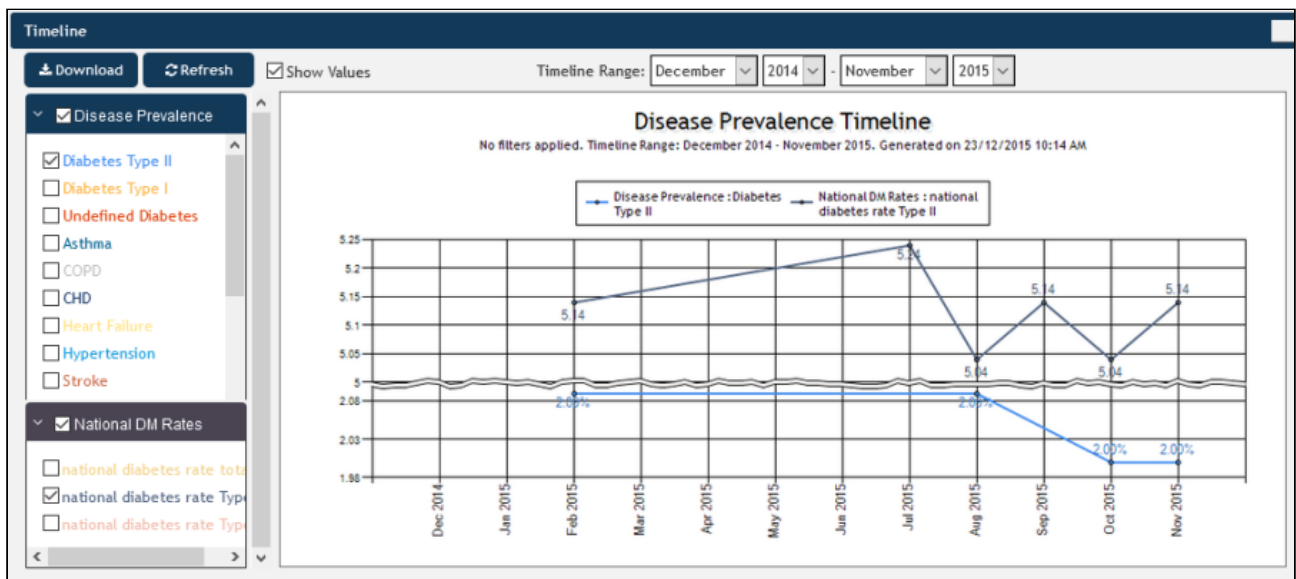 Timeline
Download
Refresh
Show Values
Timeline Range: December 2014 - November 2015
Disease Prevalence
Diabetes Type II
Diabetes Type I
Undefined Diabetes
Asthma
COPD
CHD
Heart Failure
Hypertension
Stroke
National DM Rates
national diabetes rate tota
national diabetes rate Typ
national diabetes rate Typ
Disease Prevalence Timeline
No filters applied. Timeline Range: December 2014 - November 2015. Generated on 23/12/2015 10:14 AM
Disease Prevalence : Diabetes
Type II
National DM Rates : national
diabetes rate Type II
5.25
5.2
5.15
5.1
5.05
5
2.08
2.03
1.98
5.14
5.24
5.04
5.14
5.04
5.14
2.00%
2.00%
Dec 2014
Jan 2015
Feb 2015
Mar 2015
Apr 2015
May 2015
Jun 2015
Jul 2015
Aug 2015
Sep 2015
Oct 2015
Nov 2015